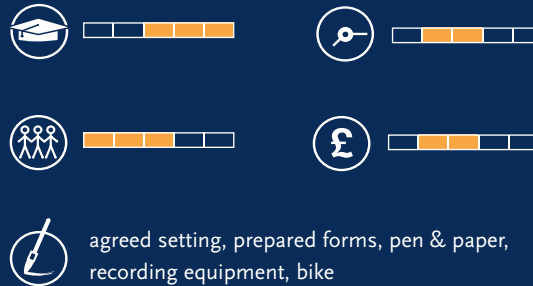 £
agreed setting, prepared forms, pen & paper,
recording equipment, bike